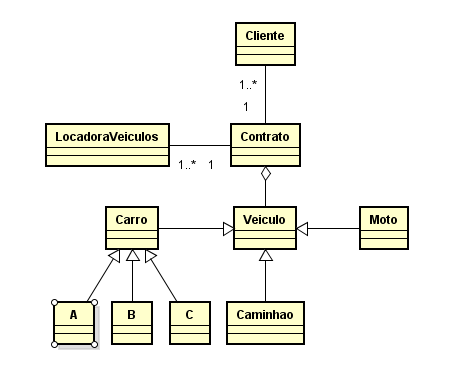 Cliente
1..*
1
LocadoraVeiculos
Contrato
1..* 1
Carro
Veiculo
Moto
A
B
C
Caminhao